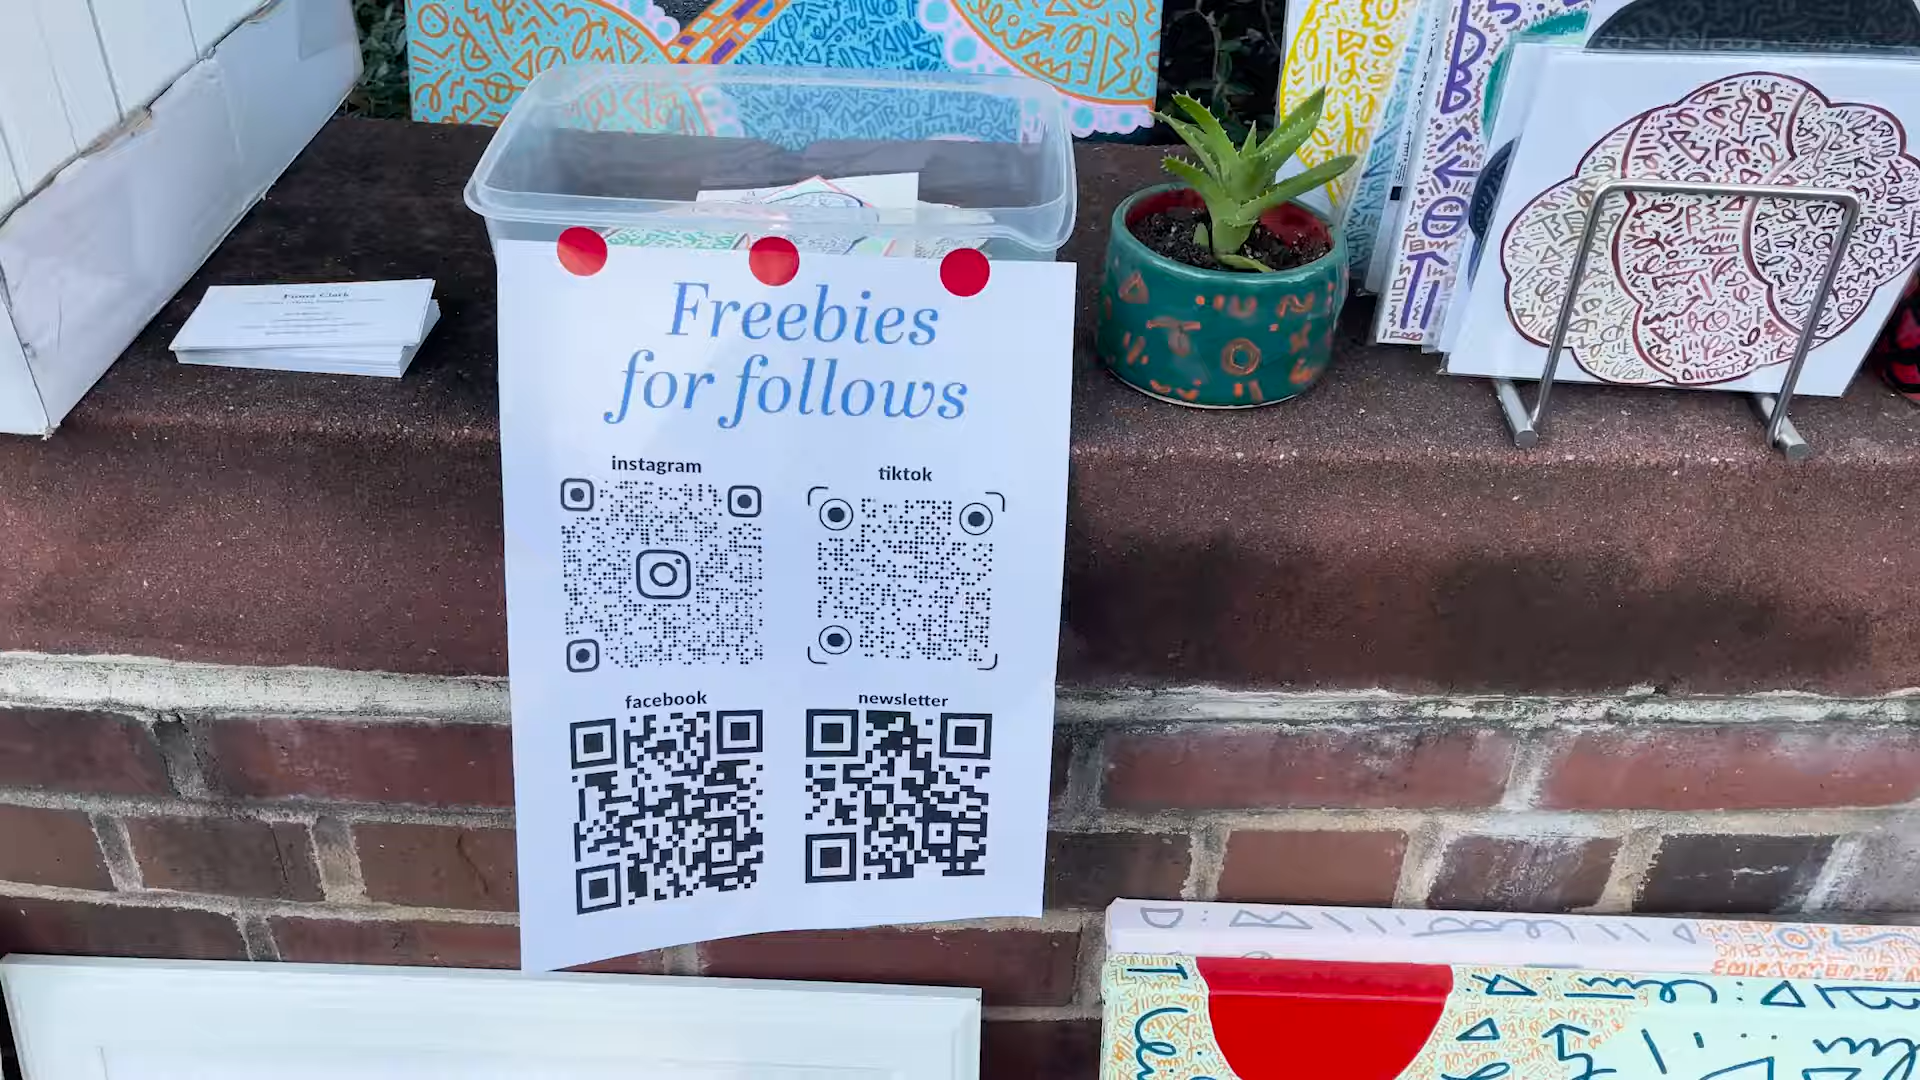 Freebies
for follows
instagram
tiktok
facebook
newsletter